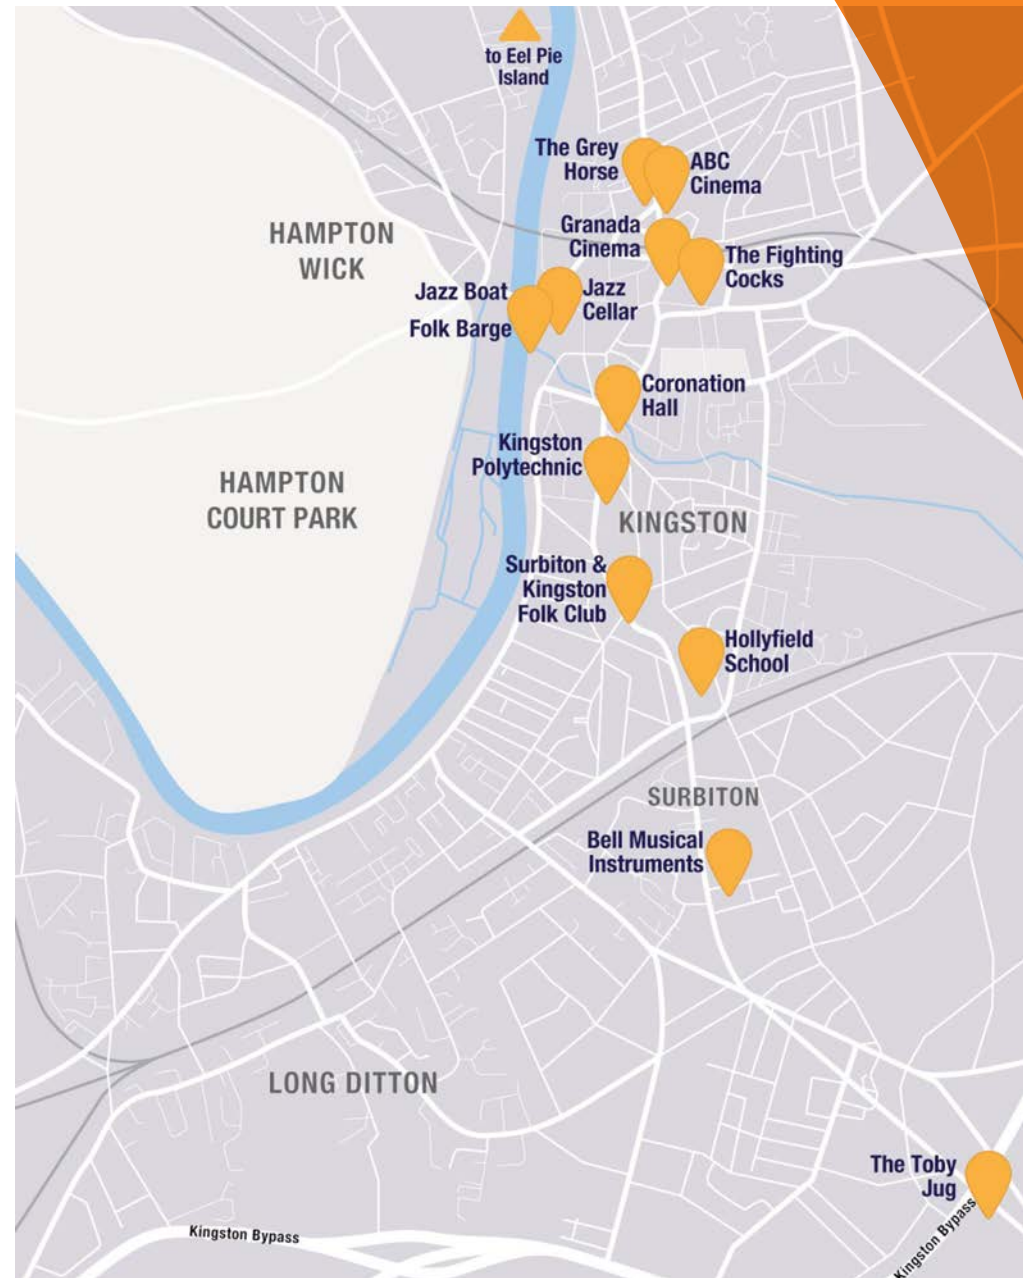 to Eel Pie
Island
The Grey
Horse
ABC
Cinema
Granada
Cinema
The Fighting
Cocks
HAMPTON
WICK
Jazz Boat
Folk Barge
Jazz
Cellar
Coronation
Hall
Kingston
Polytechnic
HAMPTON
COURT PARK
KINGSTON
Surbiton &
Kingston
Folk Club
Hollyfield
School
SURBITON
Bell Musical
Instruments
LONG DITTON
The Toby
Jug
Kingston Bypass
Kingston Bypass